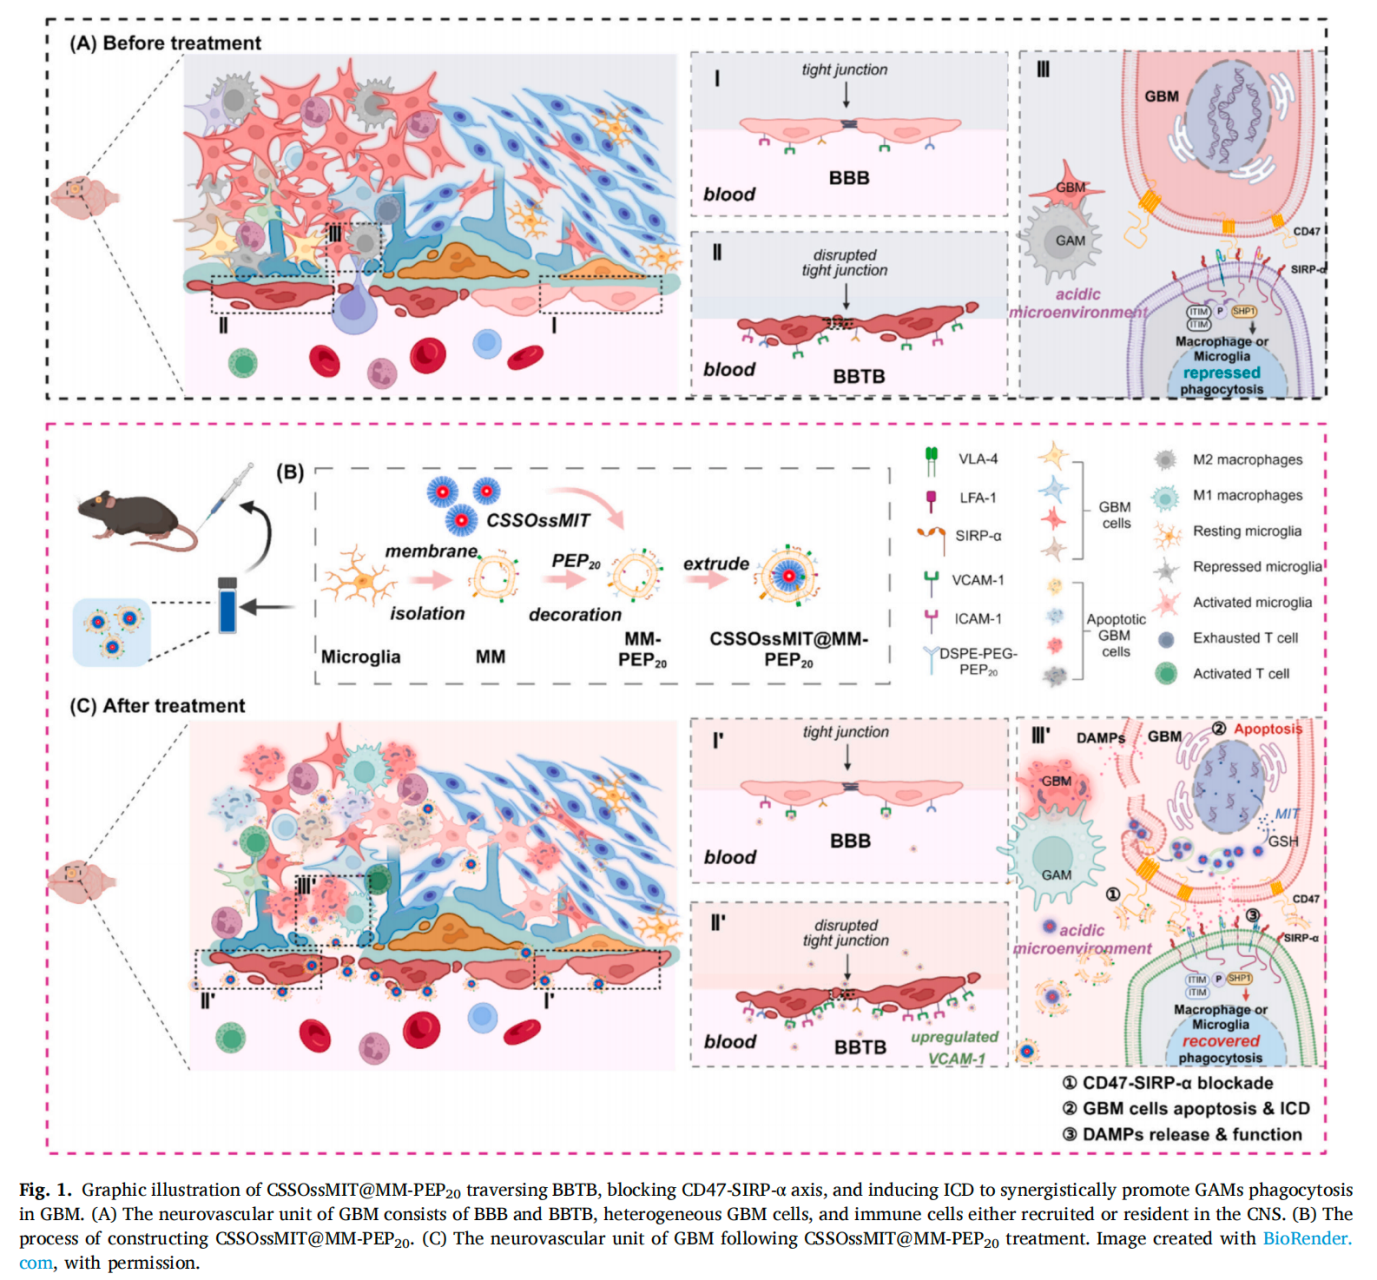 (A) Before treatment
I
tight junction
BBB
blood
II
disrupted
tight junction
BBTB
blood
III
GBM
GBM
GAM
CD47
SIRP-α
acidic
microenvironment
ITIM
P
SHP1
ITIM
Macrophage or
Microglia
repressed
phagocytosis
III
II
I
(B)
CSSOssMIT
membrane
isolation
PEP20
decoration
extrude
Microglia
MM
MM-
PEP20
CSSOssMIT@MM-
PEP20
VLA-4
LFA-1
SIRP-α
VCAM-1
ICAM-1
DSPE-PEG-
PEP20
GBM
cells
Apoptotic
GBM
cells
M2 macrophages
M1 macrophages
Resting microglia
Repressed microglia
Activated microglia
Exhausted T cell
Activated T cell
(C) After treatment
III'
II'
I'
I'
tight junction
BBB
blood
II'
disrupted
tight junction
blood
BBTB
upregulated
VCAM-1
III'
DAMPs
GBM
② Apoptosis
GBM
MIT
GSH
GAM
①
CD47
③
SIRP-α
acidic
microenvironment
ITIM
P
SHP1
ITIM
Macrophage or
Microglia
recovered
phagocytosis
① CD47-SIRP-α blockade
② GBM cells apoptosis & ICD
③ DAMPs release & function
Fig. 1. Graphic illustration of CSSOssMIT@MM-PEP20 traversing BBTB, blocking CD47-SIRP-α axis, and inducing ICD to synergistically promote GAMs phagocytosis
in GBM. (A) The neurovascular unit of GBM consists of BBB and BBTB, heterogeneous GBM cells, and immune cells either recruited or resident in the CNS. (B) The
process of constructing CSSOssMIT@MM-PEP20. (C) The neurovascular unit of GBM following CSSOssMIT@MM-PEP20 treatment. Image created with BioRender.
com, with permission.